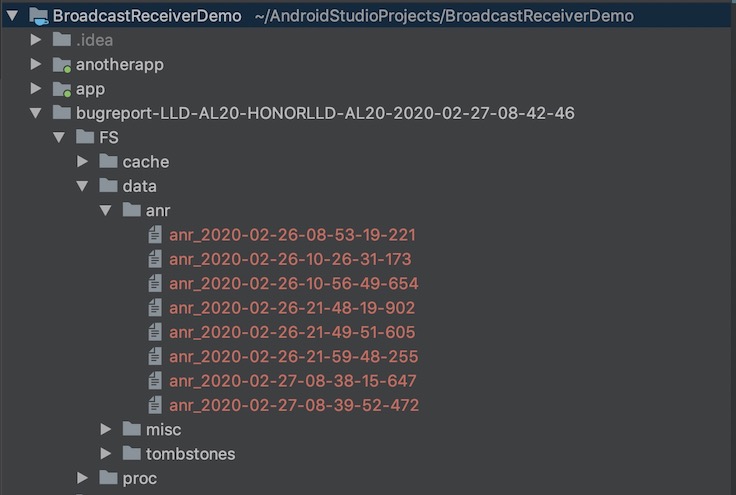 BroadcastReceiverDemo ~/AndroidStudioProjects/BroadcastReceiverDemo
.idea
anotherapp
app
bugreport-LLD-AL20-HONORLLD-AL20-2020-02-27-08-42-46
FS
cache
data
anr
anr_2020-02-26-08-53-19-221
anr_2020-02-26-10-26-31-173
anr_2020-02-26-10-56-49-654
anr_2020-02-26-21-48-19-902
anr_2020-02-26-21-49-51-605
anr_2020-02-26-21-59-48-255
anr_2020-02-27-08-38-15-647
anr_2020-02-27-08-39-52-472
misc
tombstones
proc